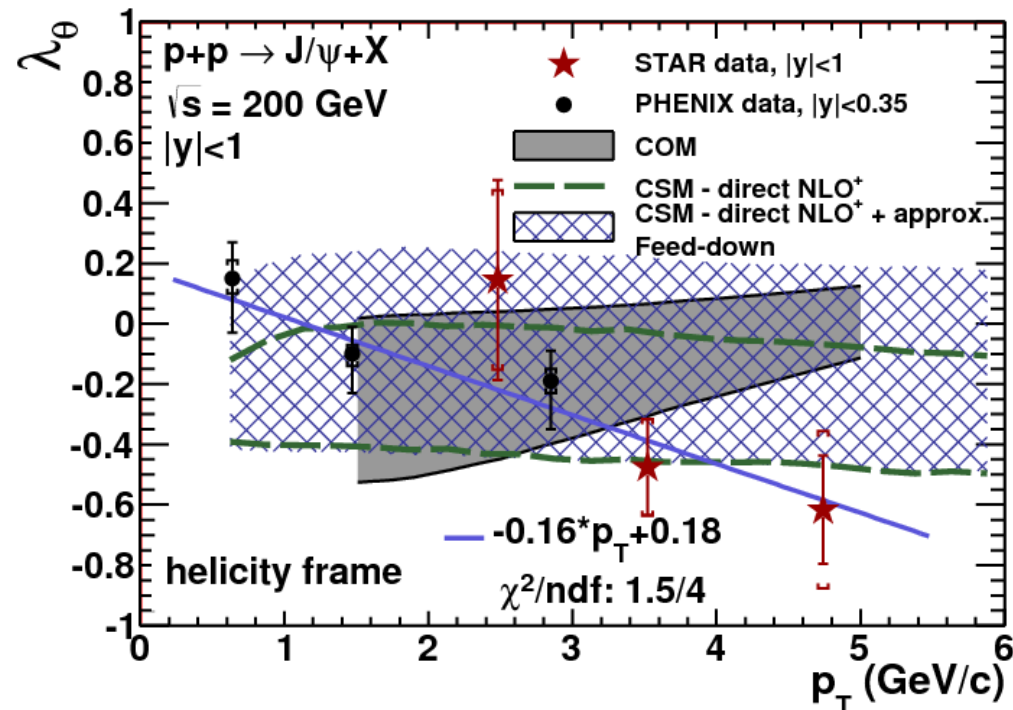 λ_θ
1
0.8
0.6
0.4
0.2
0
-0.2
-0.4
-0.6
-0.8
-1
p+p → J/ψ+X
√s = 200 GeV
|y|<1
STAR data, |y|<1
PHENIX data, |y|<0.35
COM
CSM - direct NLO⁺
CSM - direct NLO⁺ + approx.
Feed-down
-0.16*p_T+0.18
χ²/ndf: 1.5/4
helicity frame
0 1 2 3 4 5 6
p_T (GeV/c)